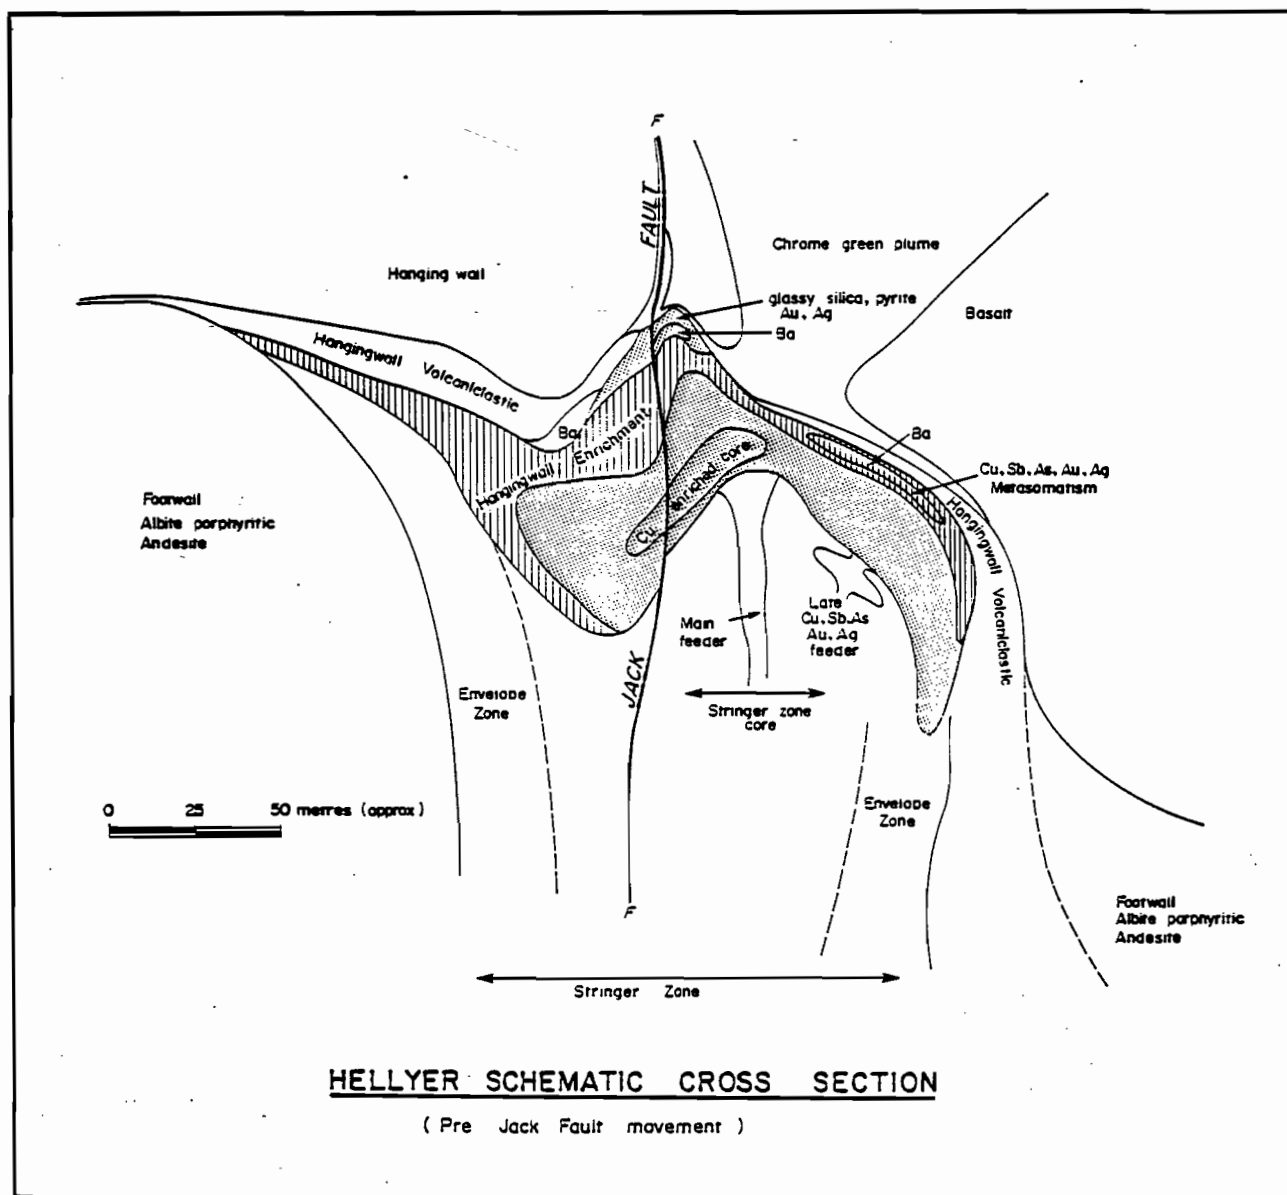 F
FAULT
Chrome green plume
Hanging wall
glassy silica, pyrite
Au, Ag
Basalt
Ba
Hangingwall Volcaniclastic
Ba
Ba
Hangingwall Enrichment
Cu enriched core
Cu, Sb, As, Au, Ag
Metasomatism
Hangingwall Volcaniclastic
Footwall
Albite porphyritic
Andesite
Main
feeder
Late
Cu, Sb, As
Au, Ag
feeder
JACK
Envelope
Zone
Stringer zone
core
0 25 50 metres (approx)
Envelope
Zone
F
Footwall
Albite porphyritic
Andesite
Stringer Zone
HELLYER SCHEMATIC CROSS SECTION
( Pre Jack Fault movement )